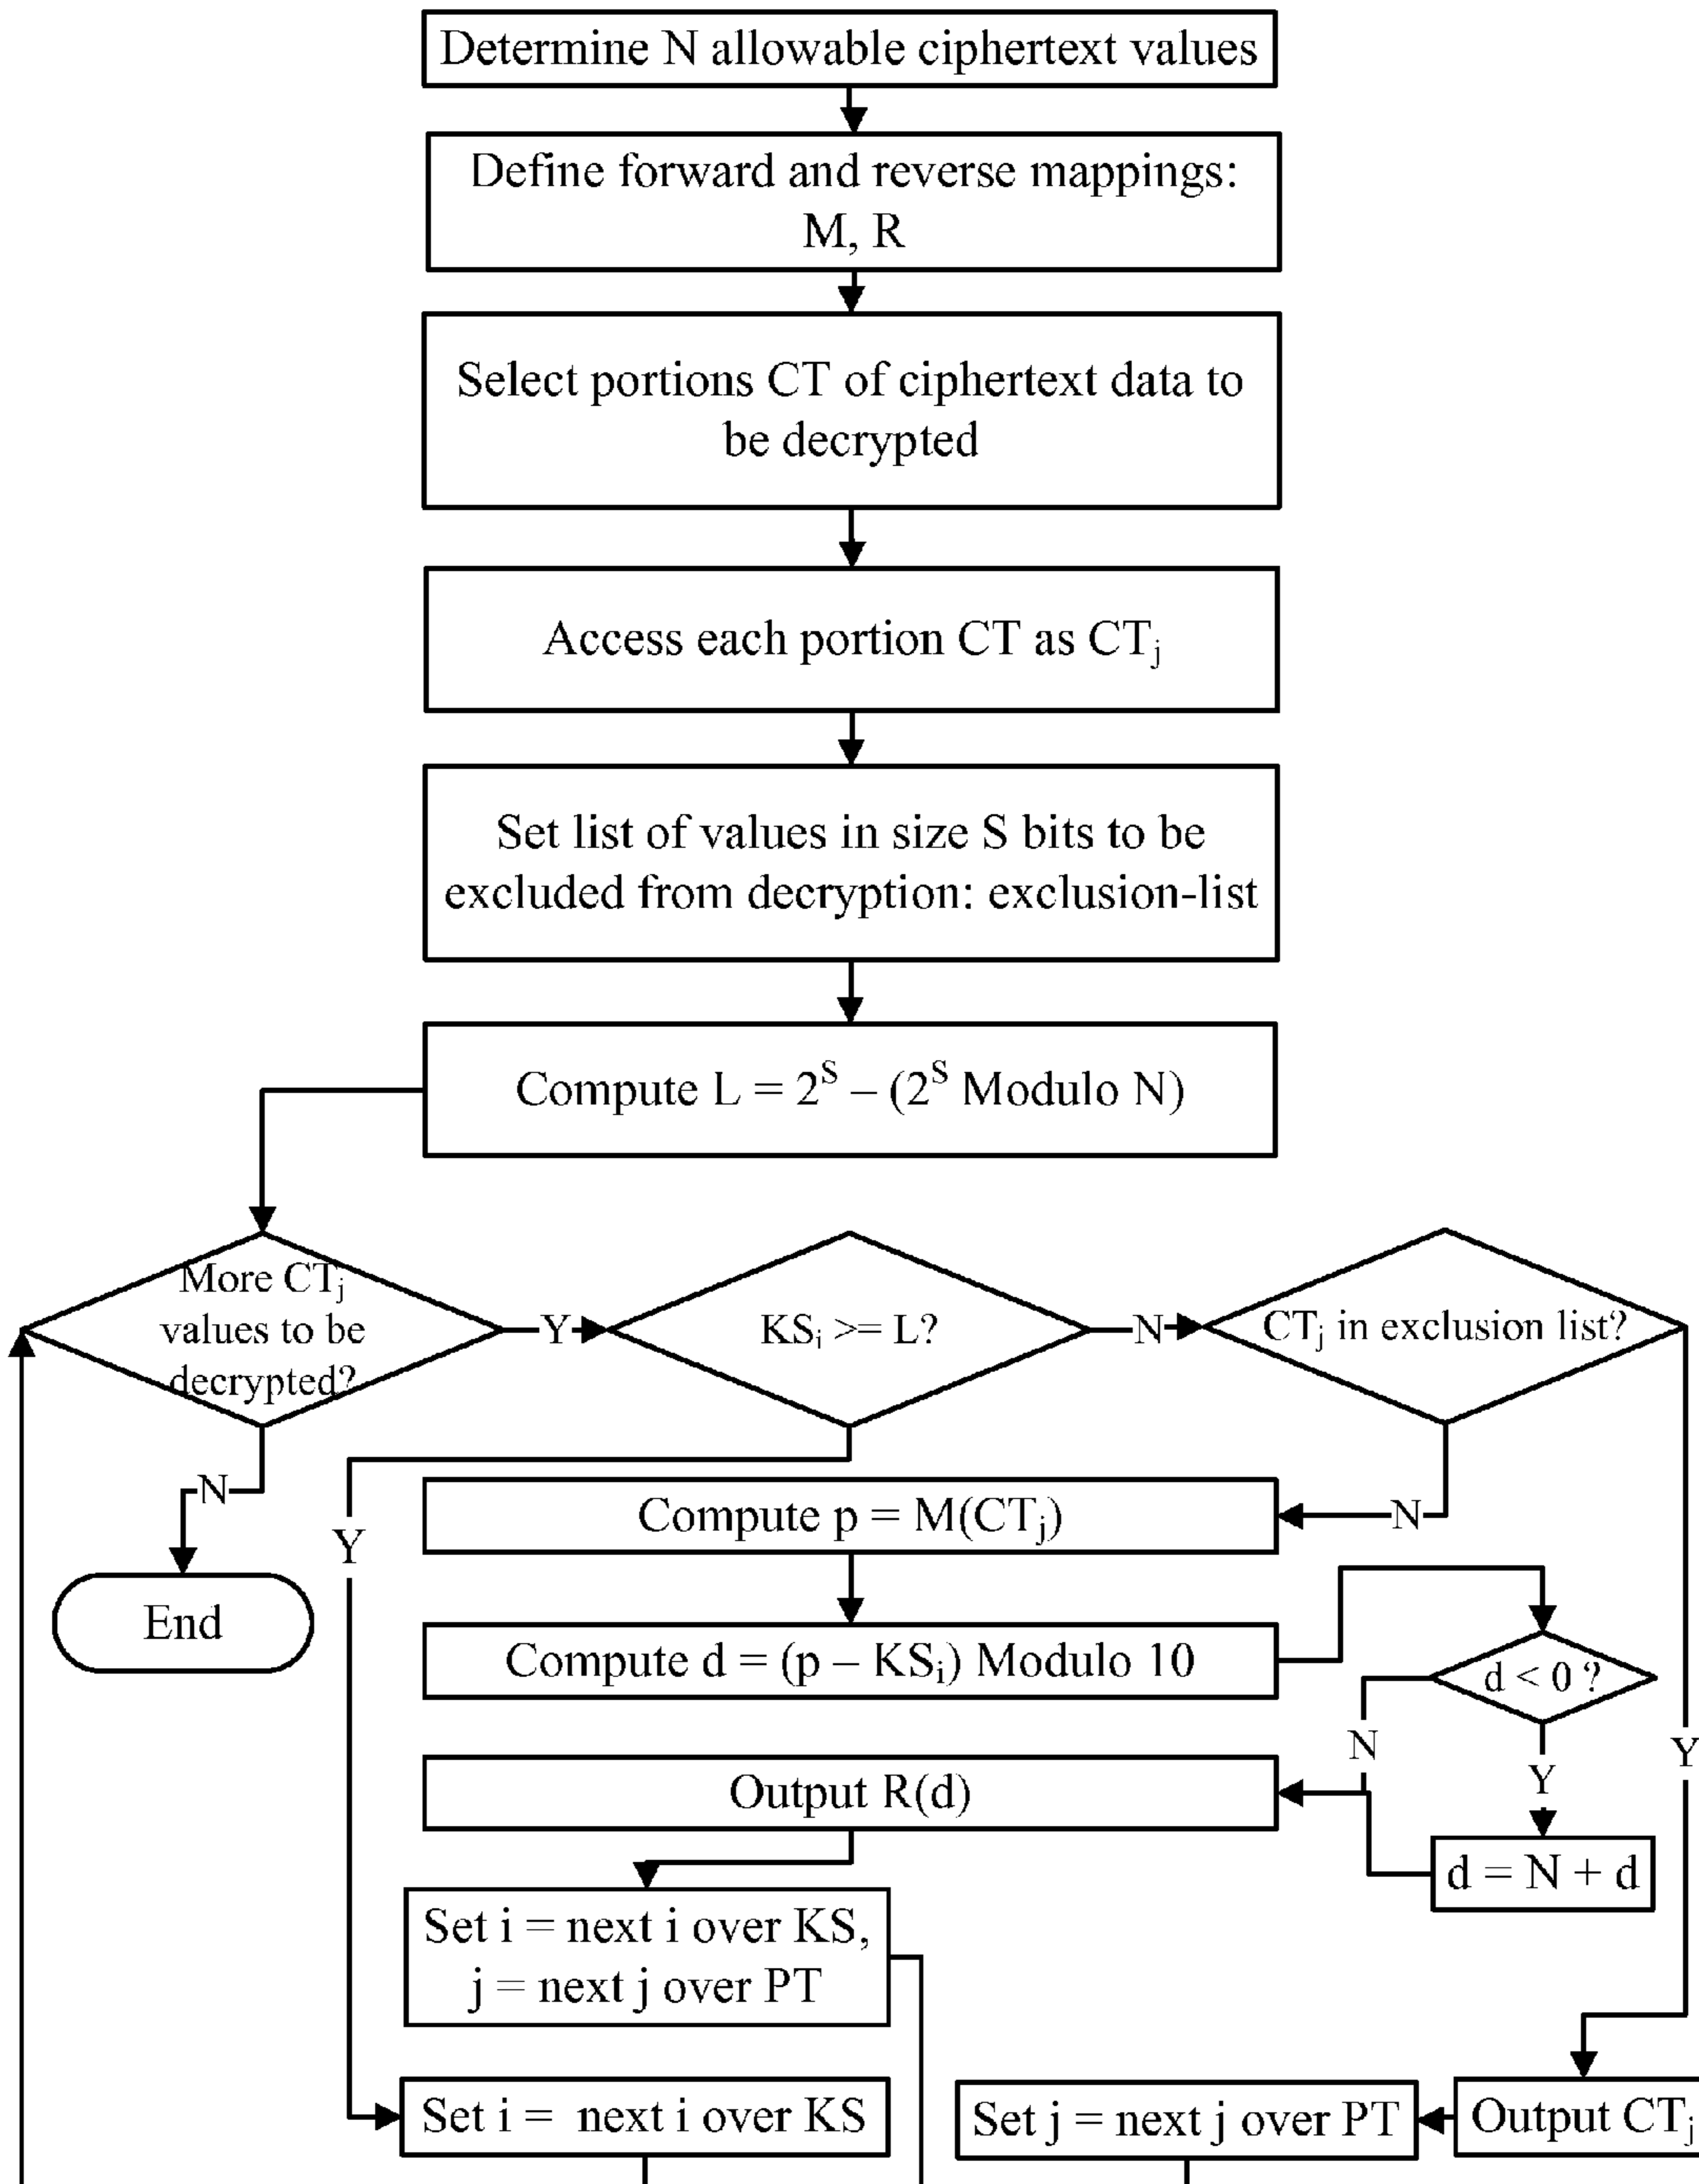 Determine N allowable ciphertext values
Define forward and reverse mappings:
M, R
Select portions CT of ciphertext data to
be decrypted
Access each portion CT as CTⱼ
Set list of values in size S bits to be
excluded from decryption: exclusion-list
Compute L = 2^S – (2^S Modulo N)
More CTⱼ
values to be
decrypted?
Y
KSᵢ >= L?
N
CTⱼ in exclusion list?
N
Y
Compute p = M(CTⱼ)
N
End
Compute d = (p – KSᵢ) Modulo 10
d < 0 ?
N
Y
Y
Output R(d)
d = N + d
Set i = next i over KS,
j = next j over PT
Set i = next i over KS
Set j = next j over PT
Output CTⱼ